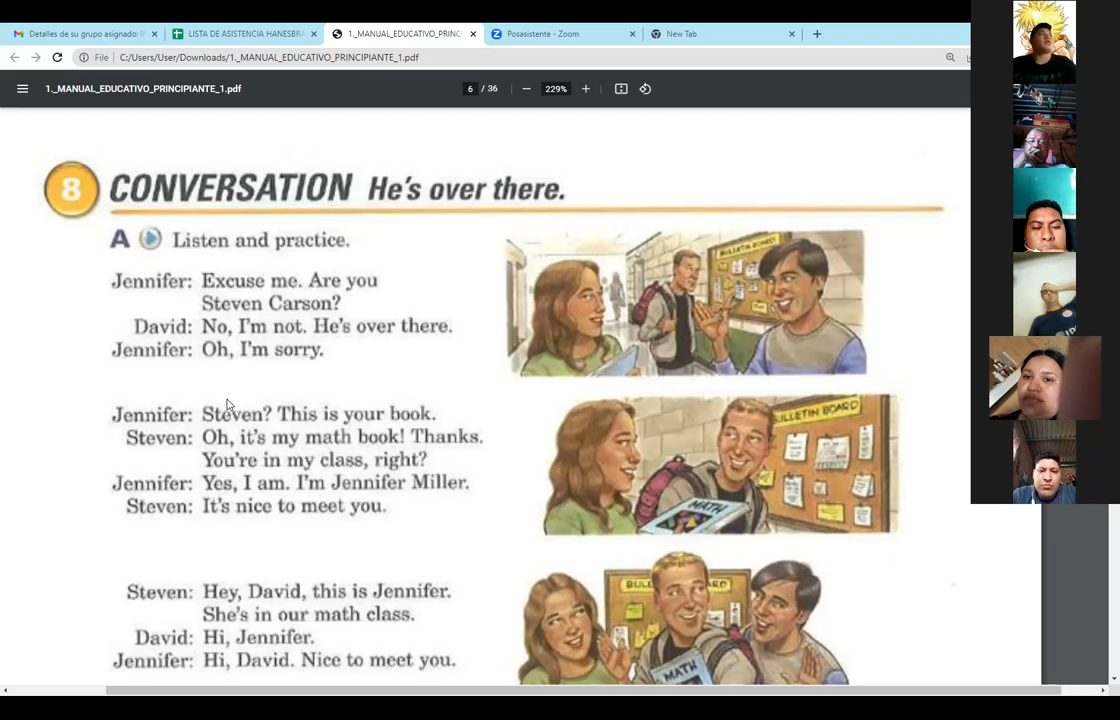 Detalles de su grupo asignado:
LISTA DE ASISTENCIA HANESBRA
1._MANUAL_EDUCATIVO_PRINCI
Posasistente - Zoom
New Tab
File C:/Users/User/Downloads/1._MANUAL_EDUCATIVO_PRINCIPIANTE_1.pdf
1._MANUAL_EDUCATIVO_PRINCIPIANTE_1.pdf
6 / 36
229%
8 CONVERSATION He's over there.
A Listen and practice.
Jennifer: Excuse me. Are you
Steven Carson?
David: No, I'm not. He's over there.
Jennifer: Oh, I'm sorry.
BULLETIN BOARD
Jennifer: Steven? This is your book.
Steven: Oh, it's my math book! Thanks.
You're in my class, right?
Jennifer: Yes, I am. I'm Jennifer Miller.
Steven: It's nice to meet you.
BULLETIN BOARD
MATH
Steven: Hey, David, this is Jennifer.
She's in our math class.
David: Hi, Jennifer.
Jennifer: Hi, David. Nice to meet you.
MATH